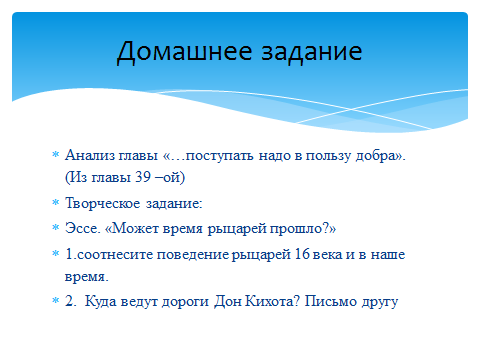 Домашнее задание
Анализ главы «…поступать надо в пользу добра».
(Из главы 39 –ой)
Творческое задание:
Эссе. «Может время рыцарей прошло?»
1.соотнесите поведение рыцарей 16 века и в наше
время.
2. Куда ведут дороги Дон Кихота? Письмо другу